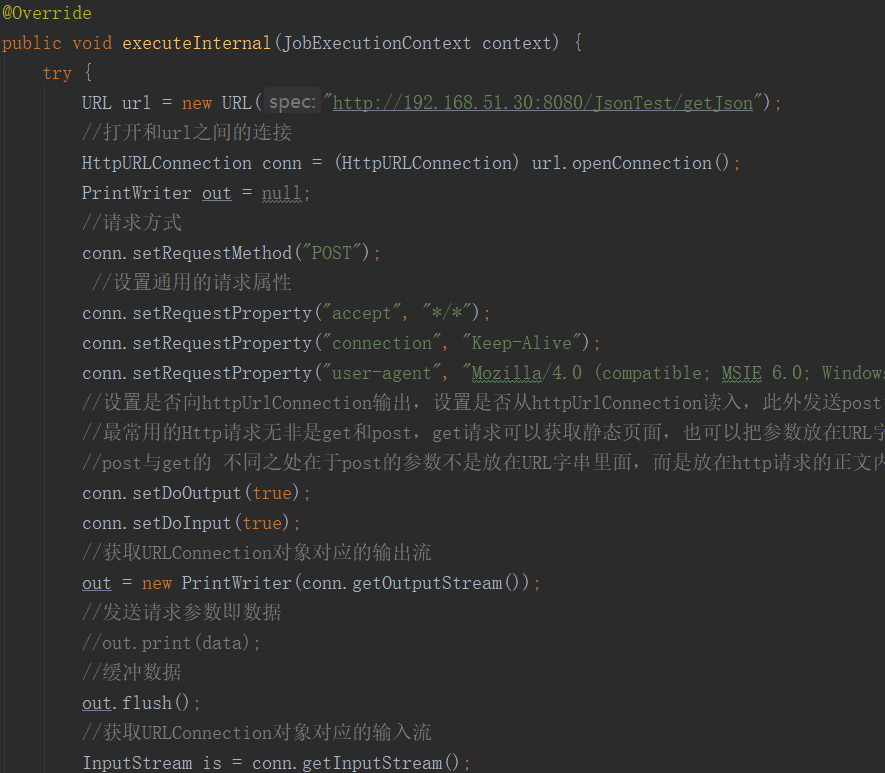 @Override
public void executeInternal(JobExecutionContext context) {
try {
URL url = new URL( spec: "http://192.168.51.30:8080/JsonTest/getJson");
//打开和url之间的连接
HttpURLConnection conn = (HttpURLConnection) url.openConnection();
PrintWriter out = null;
//请求方式
conn.setRequestMethod("POST");
//设置通用的请求属性
conn.setRequestProperty("accept", "*/*");
conn.setRequestProperty("connection", "Keep-Alive");
conn.setRequestProperty("user-agent", "Mozilla/4.0 (compatible; MSIE 6.0; Windows
//设置是否向httpUrlConnection输出，设置是否从httpUrlConnection读入，此外发送post
//最常用的Http请求无非是get和post，get请求可以获取静态页面，也可以把参数放在URL字
//post与get的 不同之处在于post的参数不是放在URL字串里面，而是放在http请求的正文内
conn.setDoOutput(true);
conn.setDoInput(true);
//获取URLConnection对象对应的输出流
out = new PrintWriter(conn.getOutputStream());
//发送请求参数即数据
//out.print(data);
//缓冲数据
out.flush();
//获取URLConnection对象对应的输入流
InputStream is = conn.getInputStream();